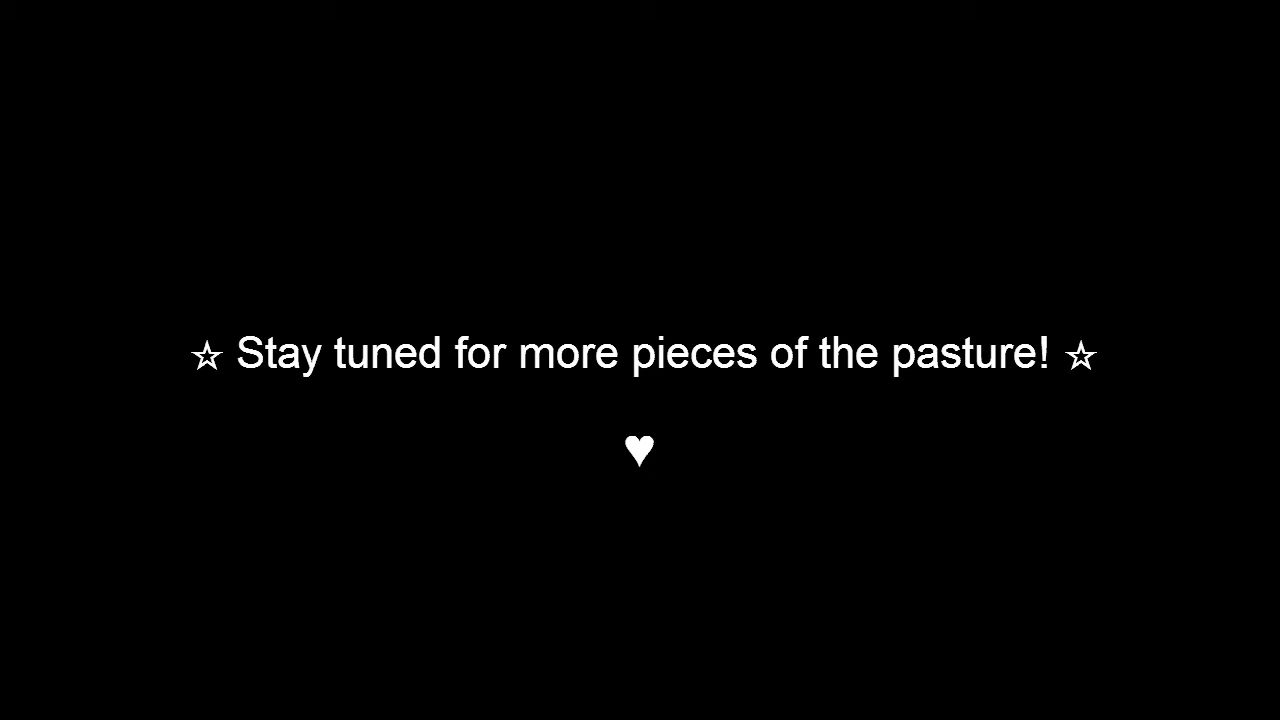 ☆ Stay tuned for more pieces of the pasture! ☆
♥